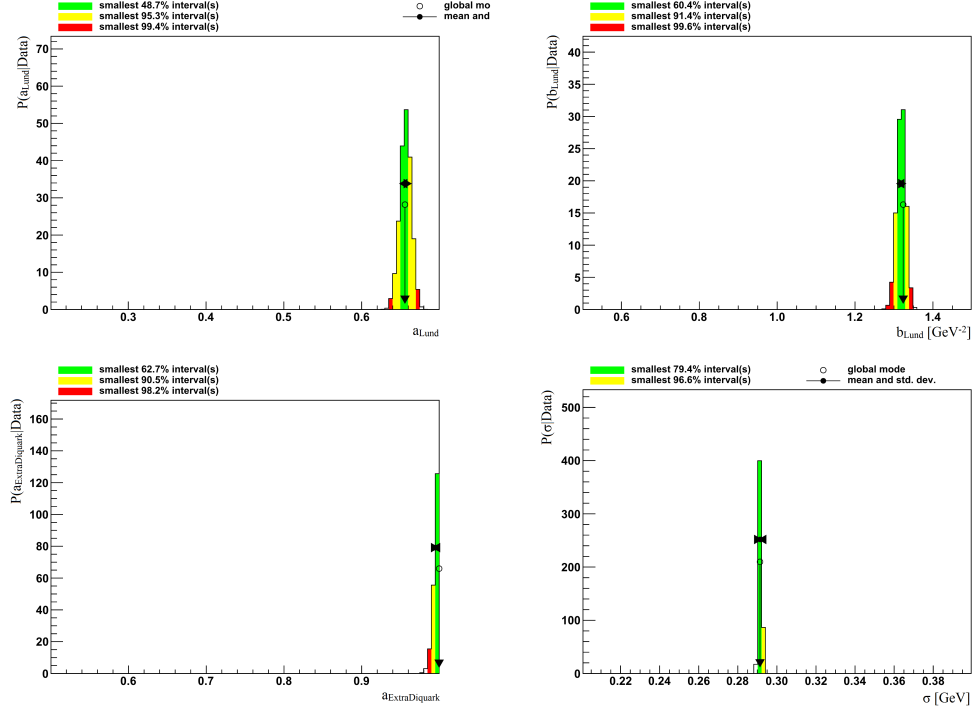 smallest 48.7% interval(s)
smallest 95.3% interval(s)
smallest 99.4% interval(s)
global mo
mean and
P(a_Lund|Data)
70
60
50
40
30
20
10
0
0.3 0.4 0.5 0.6
a_Lund
smallest 60.4% interval(s)
smallest 91.4% interval(s)
smallest 99.6% interval(s)
P(b_Lund|Data)
40
35
30
25
20
15
10
5
0
0.6 0.8 1.0 1.2 1.4
b_Lund [GeV^-2]
smallest 62.7% interval(s)
smallest 90.5% interval(s)
smallest 98.2% interval(s)
P(a_ExtraDiquark|Data)
160
140
120
100
80
60
40
20
0
0.6 0.7 0.8 0.9
a_ExtraDiquark
smallest 79.4% interval(s)
smallest 96.6% interval(s)
global mode
mean and std. dev.
P(σ|Data)
500
400
300
200
100
0
0.22 0.24 0.26 0.28 0.30 0.32 0.34 0.36 0.38
σ [GeV]